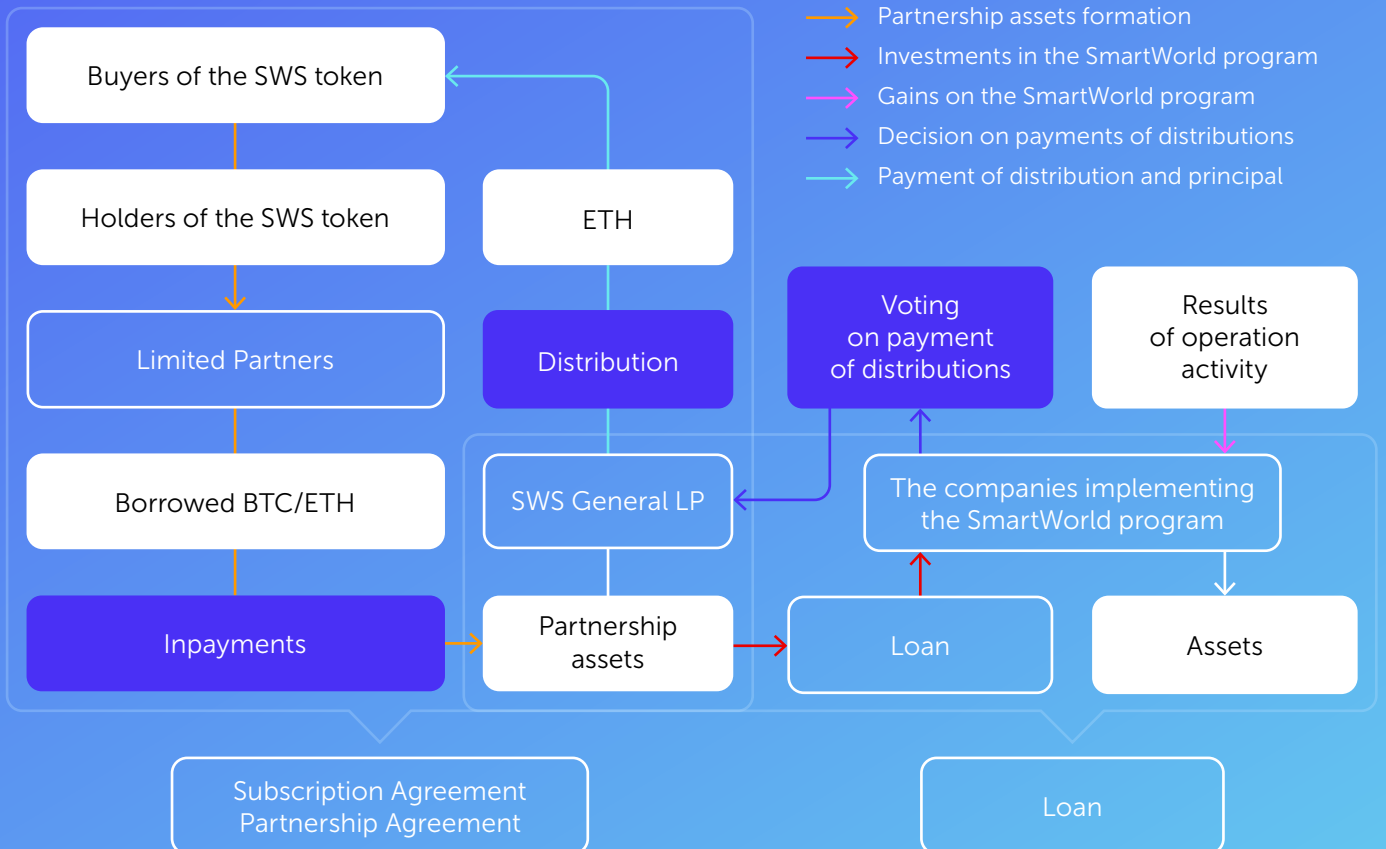 Partnership assets formation
Investments in the SmartWorld program
Gains on the SmartWorld program
Decision on payments of distributions
Payment of distribution and principal
Buyers of the SWS token
Holders of the SWS token
ETH
Limited Partners
Distribution
Voting
on payment
of distributions
Results
of operation
activity
Borrowed BTC/ETH
SWS General LP
The companies implementing
the SmartWorld program
Inpayments
Partnership
assets
Loan
Assets
Subscription Agreement
Partnership Agreement
Loan